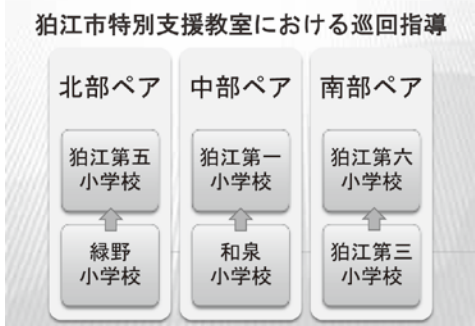 狛江市特別支援教室における巡回指導
北部ペア
狛江第五
小学校
緑野
小学校
中部ペア
狛江第一
小学校
和泉
小学校
南部ペア
狛江第六
小学校
狛江第三
小学校